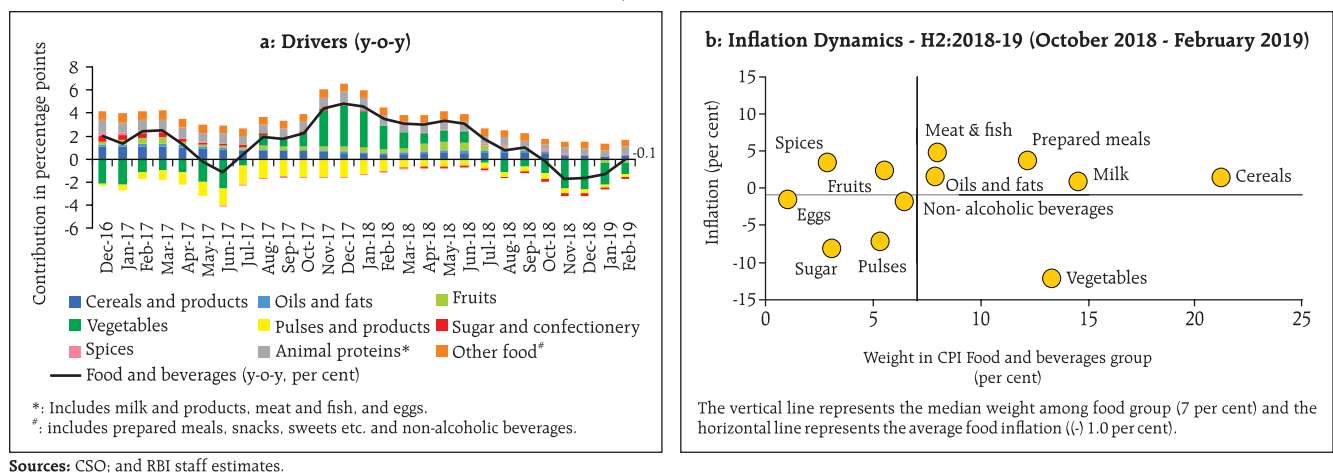 a: Drivers (y-o-y)
Contribution in percentage points
8
6
4
2
0
-2
-4
-6
-0.1
Dec-16
Jan-17
Feb-17
Mar-17
Apr-17
May-17
Jun-17
Jul-17
Aug-17
Sep-17
Oct-17
Nov-17
Dec-17
Jan-18
Feb-18
Mar-18
Apr-18
May-18
Jun-18
Jul-18
Aug-18
Sep-18
Oct-18
Nov-18
Dec-18
Jan-19
Feb-19
Cereals and products Oils and fats Fruits
Vegetables Pulses and products Sugar and confectionery
Spices Animal proteins* Other food#
Food and beverages (y-o-y, per cent)
*: Includes milk and products, meat and fish, and eggs.
#: includes prepared meals, snacks, sweets etc. and non-alcoholic beverages.
b: Inflation Dynamics - H2:2018-19 (October 2018 - February 2019)
Inflation (per cent)
15
10
5
0
-5
-10
-15
Spices
Meat & fish
Prepared meals
Fruits
Oils and fats
Milk
Cereals
Eggs
Non- alcoholic beverages
Sugar
Pulses
Vegetables
0 5 10 15 20 25
Weight in CPI Food and beverages group
(per cent)
The vertical line represents the median weight among food group (7 per cent) and the
horizontal line represents the average food inflation ((-) 1.0 per cent).
Sources: CSO; and RBI staff estimates.